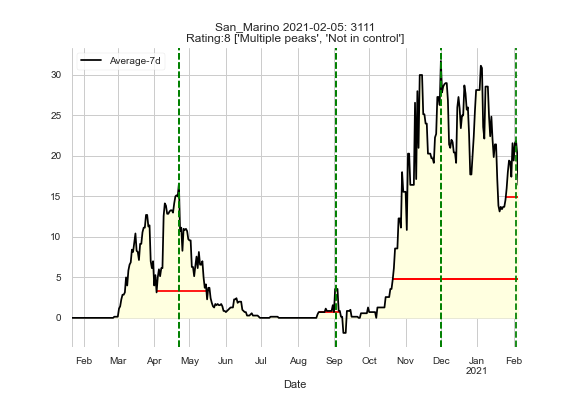 San_Marino 2021-02-05: 3111
Rating:8 ['Multiple peaks', 'Not in control']
Average-7d
30
25
20
15
10
5
0
Feb Mar Apr May Jun Jul Aug Sep Oct Nov Dec Jan Feb
2021
Date